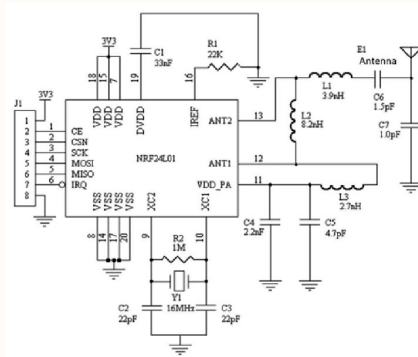 E1
Antenna
3V3
C1
33nF
R1
22K
18
15
7
19
16
L1
3.9nH
C6
1.5pF
J1
3V3
VDD
VDD
VDD
DVDD
IREF
ANT2
13
L2
8.2nH
C7
1.0pF
1
2
3
4
5
6
7
8
1
2
3
4
5
6
CE
CSN
SCK
MOSI
MISO
IRQ
NRF24L01
ANT1
12
VDD_PA
11
L3
2.7nH
VSS
VSS
VSS
VSS
XC2
XC1
8
14
17
20
9
10
C4
2.2nF
C5
4.7pF
R2
1M
Y1
16MHz
C2
22pF
C3
22pF